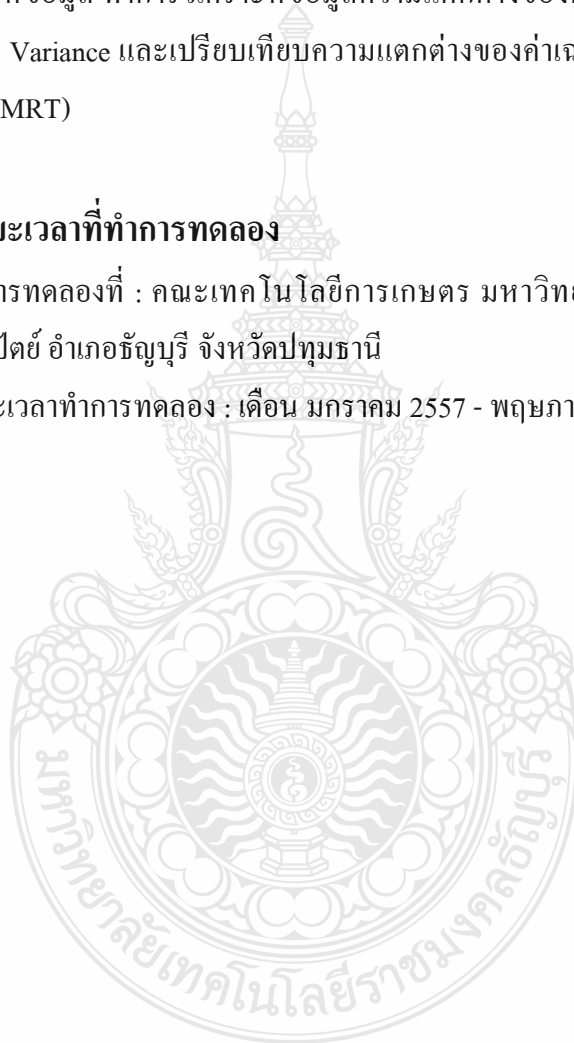 Variance และเปรียบเทียบความแตกต่างของค่าเฉ
MRT)
ะเวลาที่ทำการทดลอง
ารทดลองที่ : คณะเทคโนโลยีการเกษตร มหาวิทย
ปัตย์ อำเภอธัญบุรี จังหวัดปทุมธานี
ะเวลาทำการทดลอง : เดือน มกราคม 2557 - พฤษภา
มหาวิทยาลัยเทคโนโลยีราชมงคลธัญบุรี